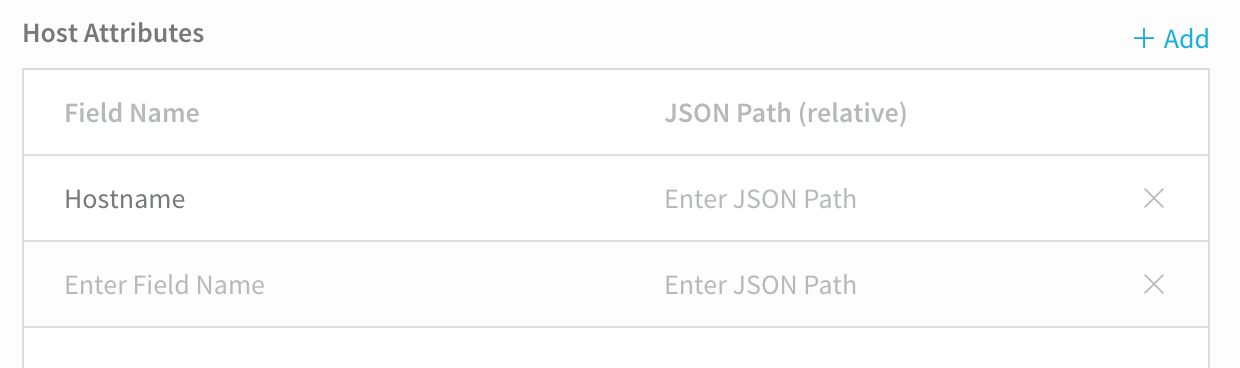 Host Attributes
+ Add
Field Name JSON Path (relative)
Hostname Enter JSON Path
Enter Field Name Enter JSON Path